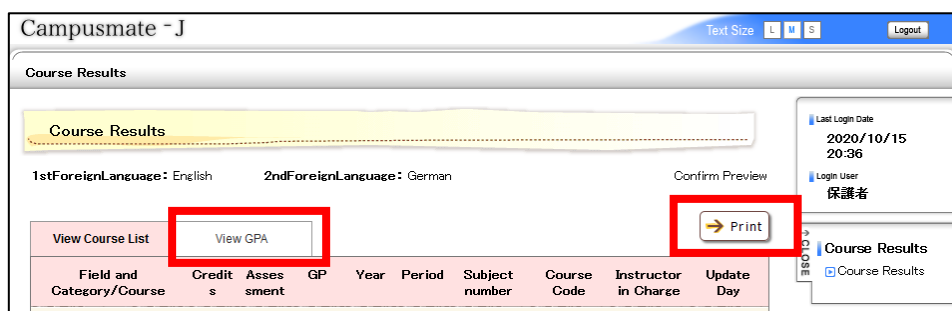 Campusmate-J
Text Size L M S Logout
Course Results
Course Results
1stForeignLanguage: English 2ndForeignLanguage: German Confirm Preview
Print
View Course List View GPA
Field and Category/Course Credit s Asses sment GP Year Period Subject number Course Code Instructor in Charge Update Day
Last Login Date
2020/10/15
20:36
Login User
保護者
CLOSE
Course Results
Course Results